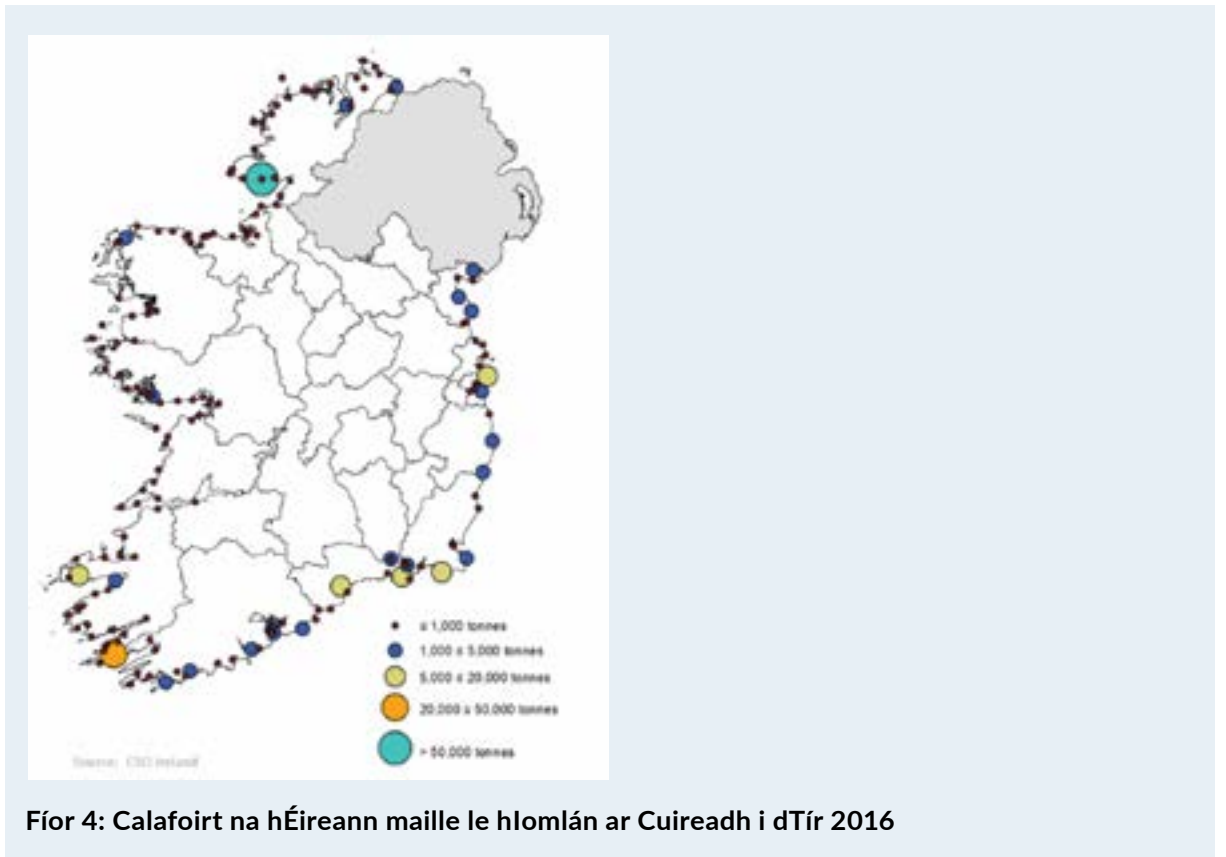 ≤ 1,000 tonnes
1,000 ≤ 5,000 tonnes
5,000 ≤ 20,000 tonnes
20,000 ≤ 50,000 tonnes
> 50,000 tonnes
Source: CSO Ireland
Fíor 4: Calafoirt na hÉireann maille le hIomlán ar Cuireadh i dTír 2016